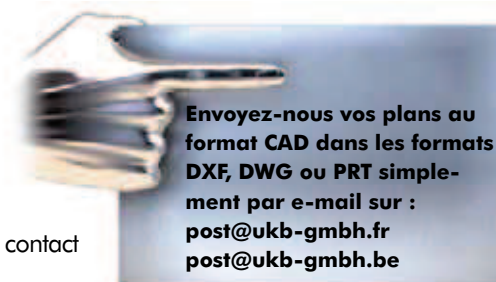 Envoyez-nous vos plans au
format CAD dans les formats
DXF, DWG ou PRT simple-
ment par e-mail sur :
post@ukb-gmbh.fr
post@ukb-gmbh.be
contact